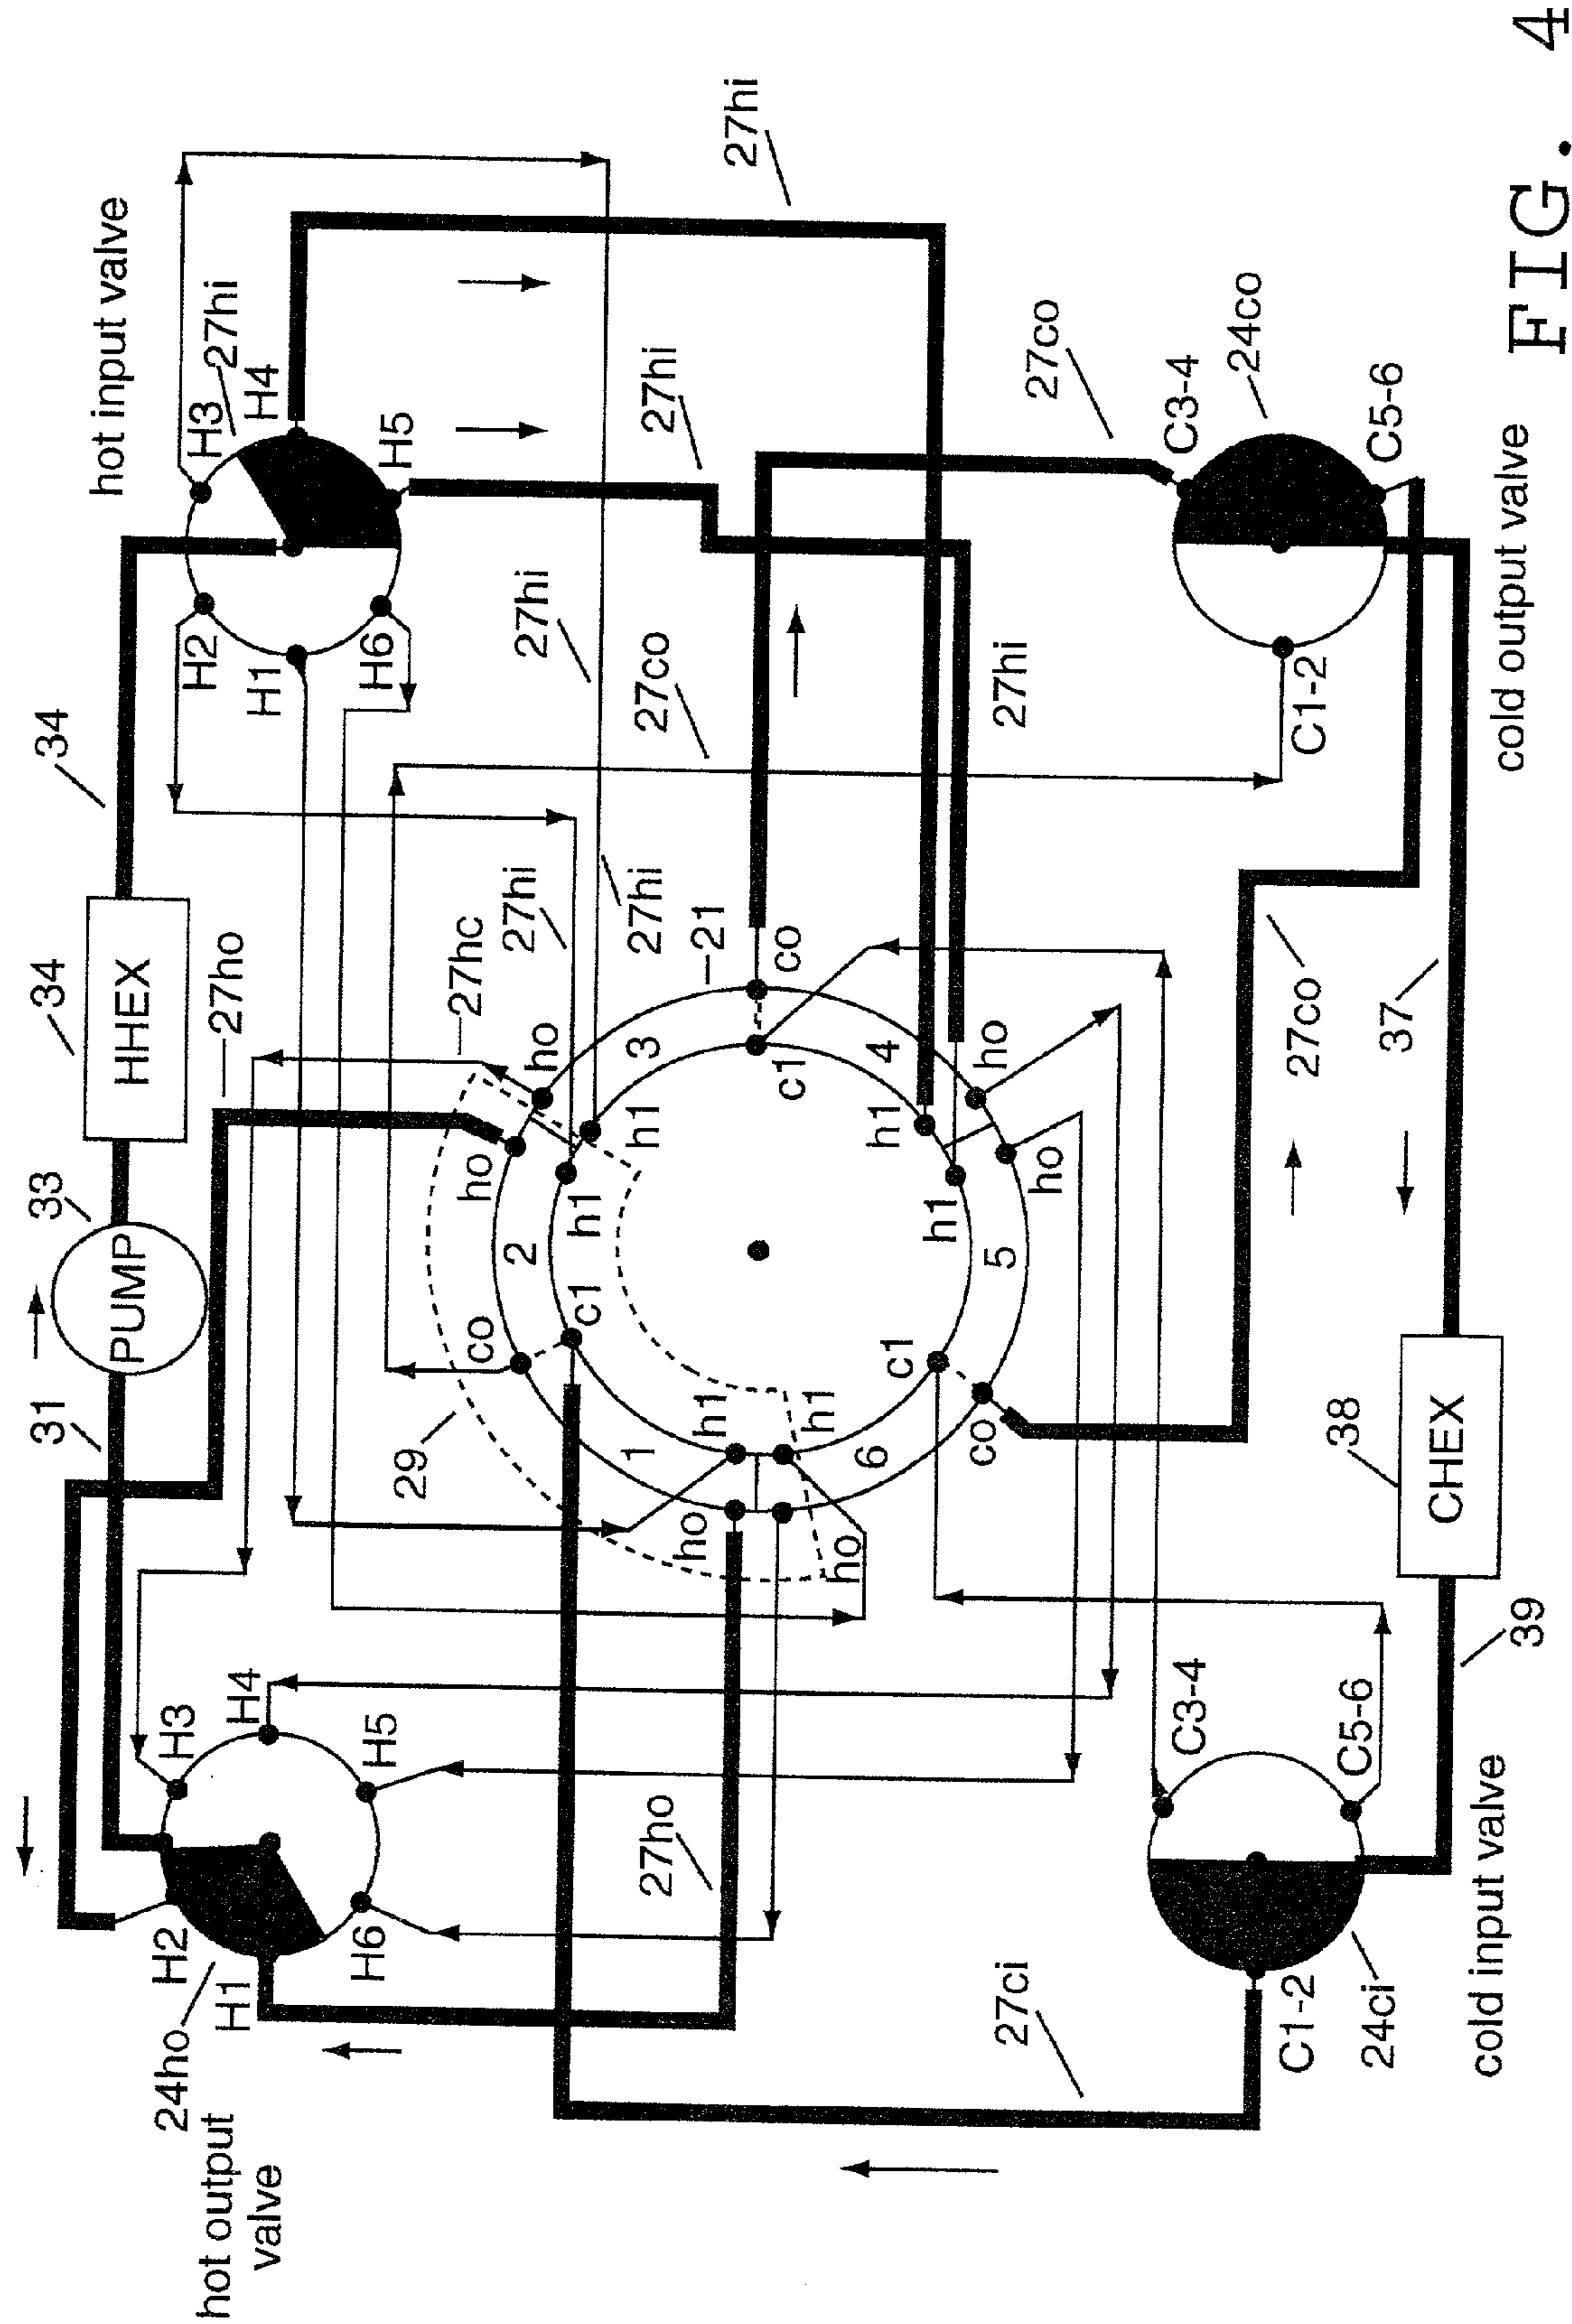 hot output
valve
24ho
H1
H2
H3
H4
H5
H6
31
PUMP
33
34
HHEX
27ho
34
hot input valve
H3
27hi
H4
H5
H2
H1
H6
27hi
27hi
27hi
27co
27hi
27hi
27hc
21
29
co
c1
2
ho
h1
ho
h1
3
co
c1
4
h1
ho
h1
ho
5
c1
co
6
h1
ho
1
h1
ho
27ho
27hi
27co
C3-4
24co
C5-6
C1-2
cold output valve
27co
37
38
CHEX
39
C3-4
C5-6
C1-2
24ci
27ci
cold input valve
FIG. 4